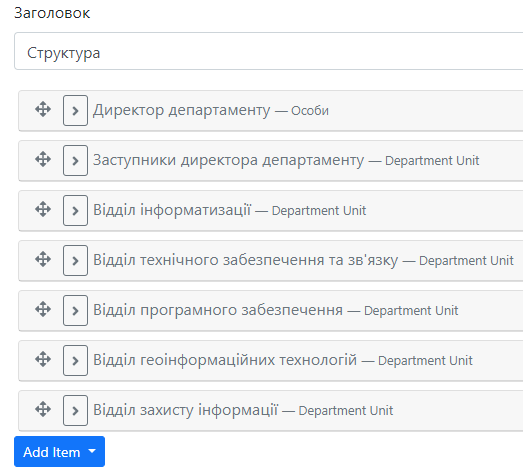 Заголовок
Структура
Директор департаменту — Особи
Заступники директора департаменту — Department Unit
Відділ інформатизації — Department Unit
Відділ технічного забезпечення та зв'язку — Department Unit
Відділ програмного забезпечення — Department Unit
Відділ геоінформаційних технологій — Department Unit
Відділ захисту інформації — Department Unit
Add Item